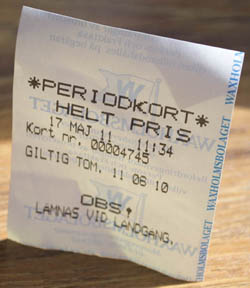 *PERIODKORT*
HELT PRIS
17 MAJ 11 11:34
Kort nr. 00004745
GILTIG TOM. 11 06 10
OBS!
LÄMNAS VID LANDGANG.
WAXHOLMSBOLAGET
WAXHOLMSBOLAGET